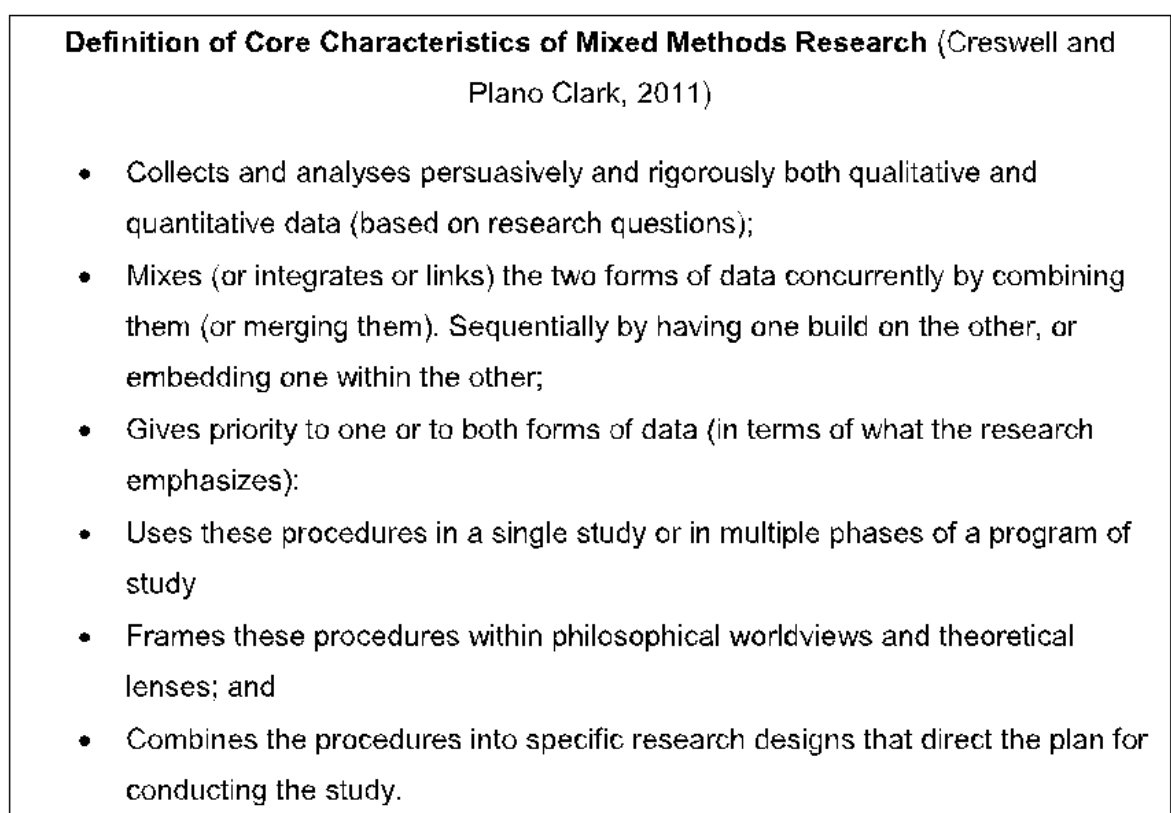 Definition of Core Characteristics of Mixed Methods Research (Creswell and
Plano Clark, 2011)
• Collects and analyses persuasively and rigorously both qualitative and
quantitative data (based on research questions);
• Mixes (or integrates or links) the two forms of data concurrently by combining
them (or merging them). Sequentially by having one build on the other, or
embedding one within the other;
• Gives priority to one or to both forms of data (in terms of what the research
emphasizes):
• Uses these procedures in a single study or in multiple phases of a program of
study
• Frames these procedures within philosophical worldviews and theoretical
lenses; and
• Combines the procedures into specific research designs that direct the plan for
conducting the study.